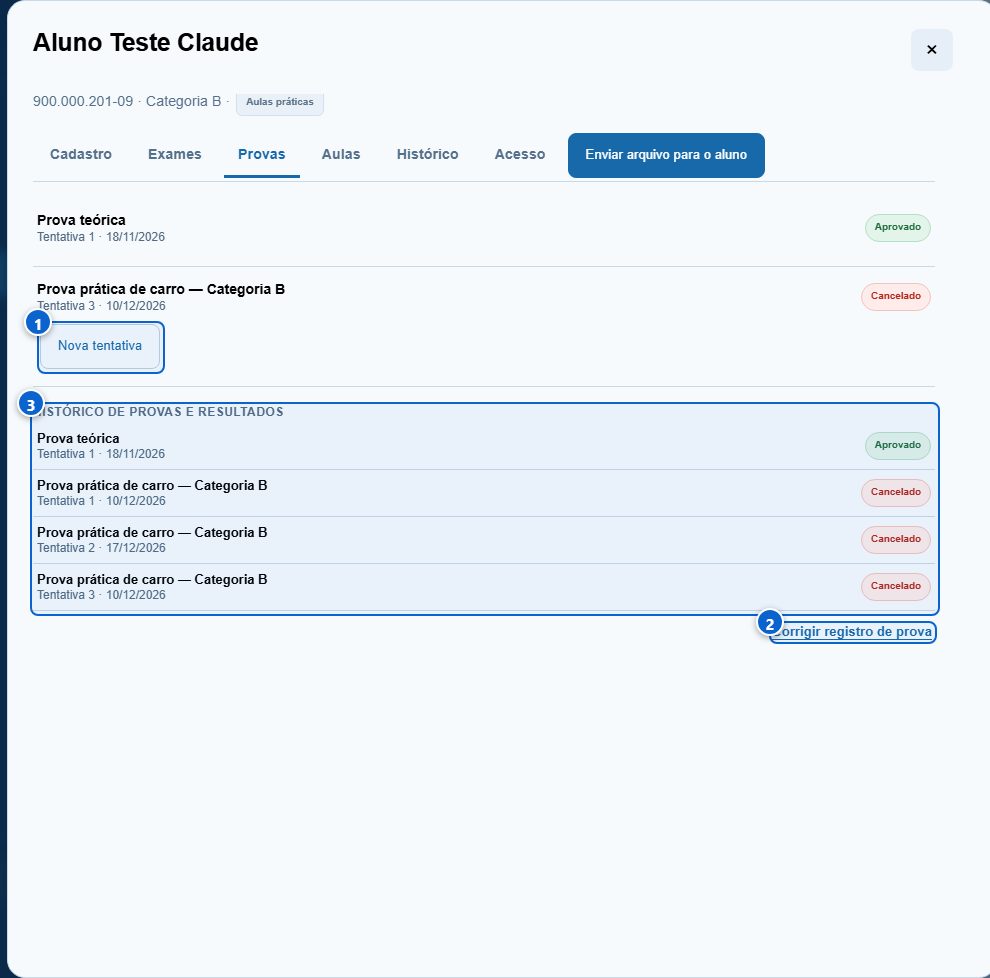 Aluno Teste Claude
×
900.000.201-09 · Categoria B · Aulas práticas
Cadastro Exames Provas Aulas Histórico Acesso Enviar arquivo para o aluno
Prova teórica
Tentativa 1 · 18/11/2026
Aprovado
Prova prática de carro — Categoria B
Tentativa 3 · 10/12/2026
Cancelado
1
Nova tentativa
3
HISTÓRICO DE PROVAS E RESULTADOS
Prova teórica
Tentativa 1 · 18/11/2026
Aprovado
Prova prática de carro — Categoria B
Tentativa 1 · 10/12/2026
Cancelado
Prova prática de carro — Categoria B
Tentativa 2 · 17/12/2026
Cancelado
Prova prática de carro — Categoria B
Tentativa 3 · 10/12/2026
Cancelado
2
Corrigir registro de prova